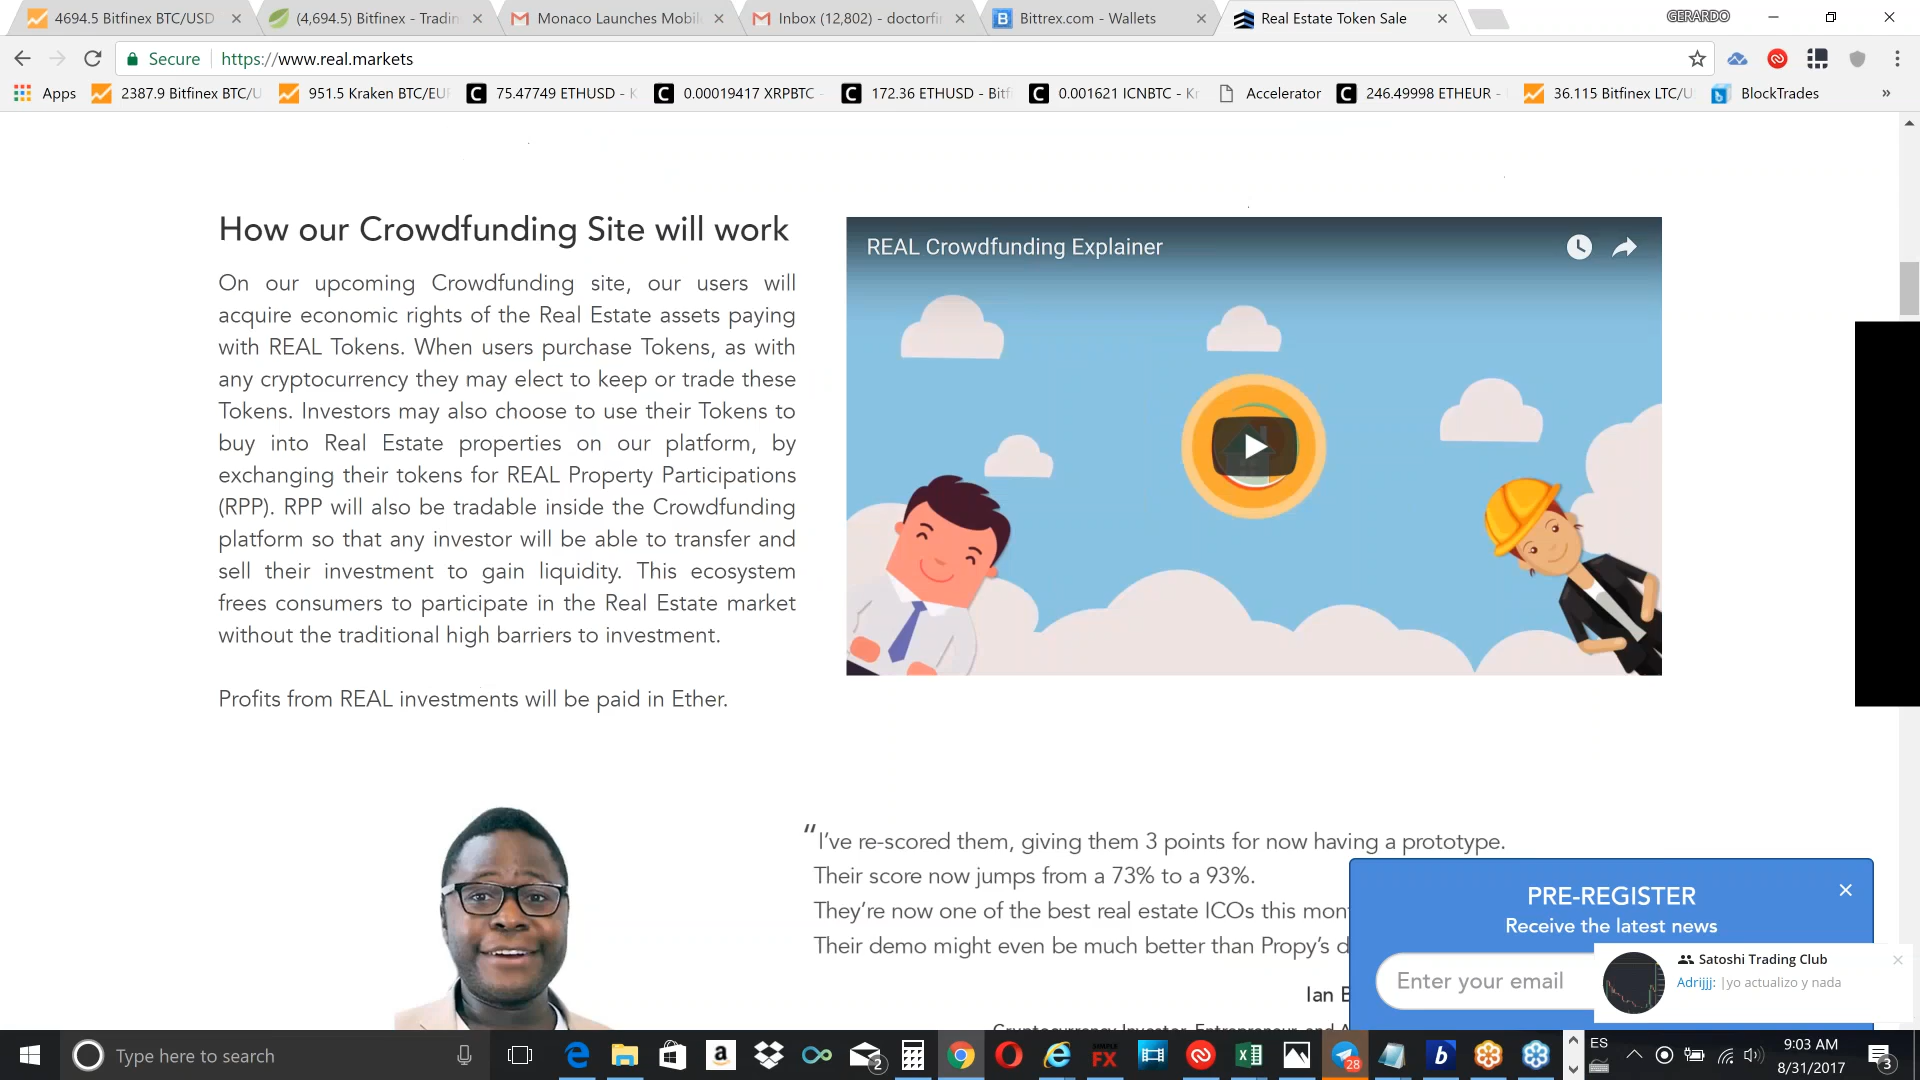 4694.5 Bitfinex BTC/USD
(4,694.5) Bitfinex - Tradin
Monaco Launches Mobil
Inbox (12,802) - doctorfi
Bittrex.com - Wallets
Real Estate Token Sale
GERARDO
Secure
https://www.real.markets
Apps
2387.9 Bitfinex BTC/U
951.5 Kraken BTC/EUR
75.47749 ETHUSD - K
0.00019417 XRPBTC -
172.36 ETHUSD - Bitf
0.001621 ICNBTC - Kr
Accelerator
246.49998 ETHEUR -
36.115 Bitfinex LTC/U
BlockTrades
How our Crowdfunding Site will work
On our upcoming Crowdfunding site, our users will
acquire economic rights of the Real Estate assets paying
with REAL Tokens. When users purchase Tokens, as with
any cryptocurrency they may elect to keep or trade these
Tokens. Investors may also choose to use their Tokens to
buy into Real Estate properties on our platform, by
exchanging their tokens for REAL Property Participations
(RPP). RPP will also be tradable inside the Crowdfunding
platform so that any investor will be able to transfer and
sell their investment to gain liquidity. This ecosystem
frees consumers to participate in the Real Estate market
without the traditional high barriers to investment.
Profits from REAL investments will be paid in Ether.
REAL Crowdfunding Explainer
“I’ve re-scored them, giving them 3 points for now having a prototype.
Their score now jumps from a 73% to a 93%.
They’re now one of the best real estate ICOs this mon
Their demo might even be much better than Propy’s d
Ian
Cryptocurrency Investor, Entrepreneur, and A
PRE-REGISTER
Receive the latest news
Enter your email
Satoshi Trading Club
Adrijjj: |yo actualizo y nada
Type here to search
2
SIMPLE
FX
28
ES
9:03 AM
8/31/2017
3